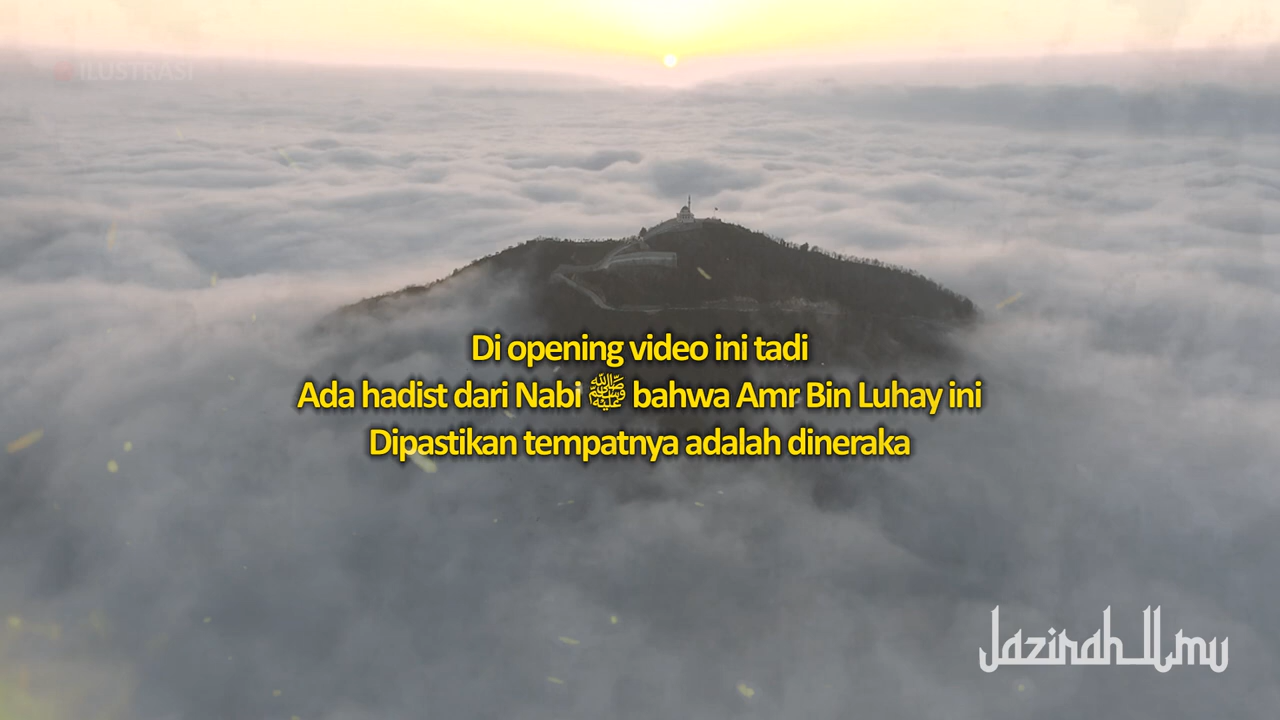 ILUSTRASI
Di opening video ini tadi
Ada hadist dari Nabi ﷺ bahwa Amr Bin Luhay ini
Dipastikan tempatnya adalah dineraka
Jazirah Ilmu